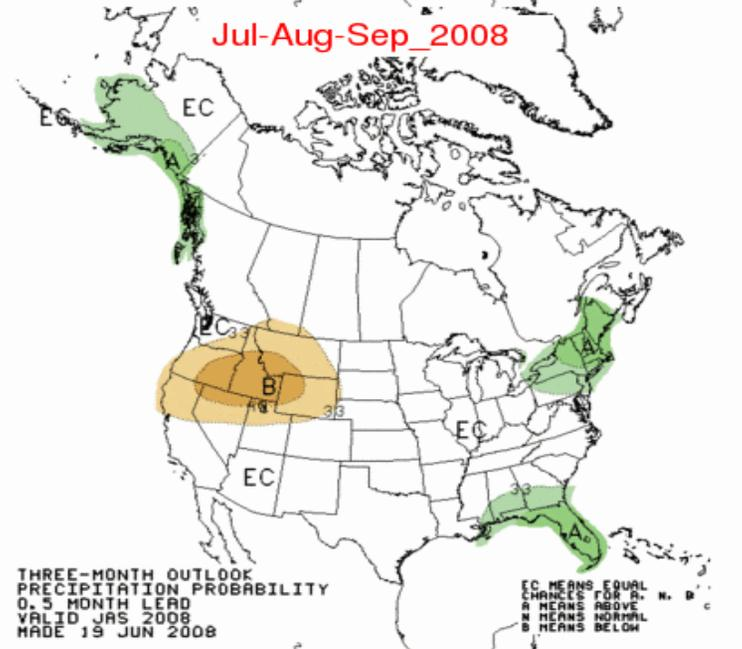 Jul-Aug-Sep_2008
EC
EC
A
EC
33
B
40
33
EC
EC
A
33
A
THREE-MONTH OUTLOOK
PRECIPITATION PROBABILITY
0.5 MONTH LEAD
VALID JAS 2008
MADE 19 JUN 2008
EC MEANS EQUAL
CHANCES FOR A, N, B
A MEANS ABOVE
N MEANS NORMAL
B MEANS BELOW